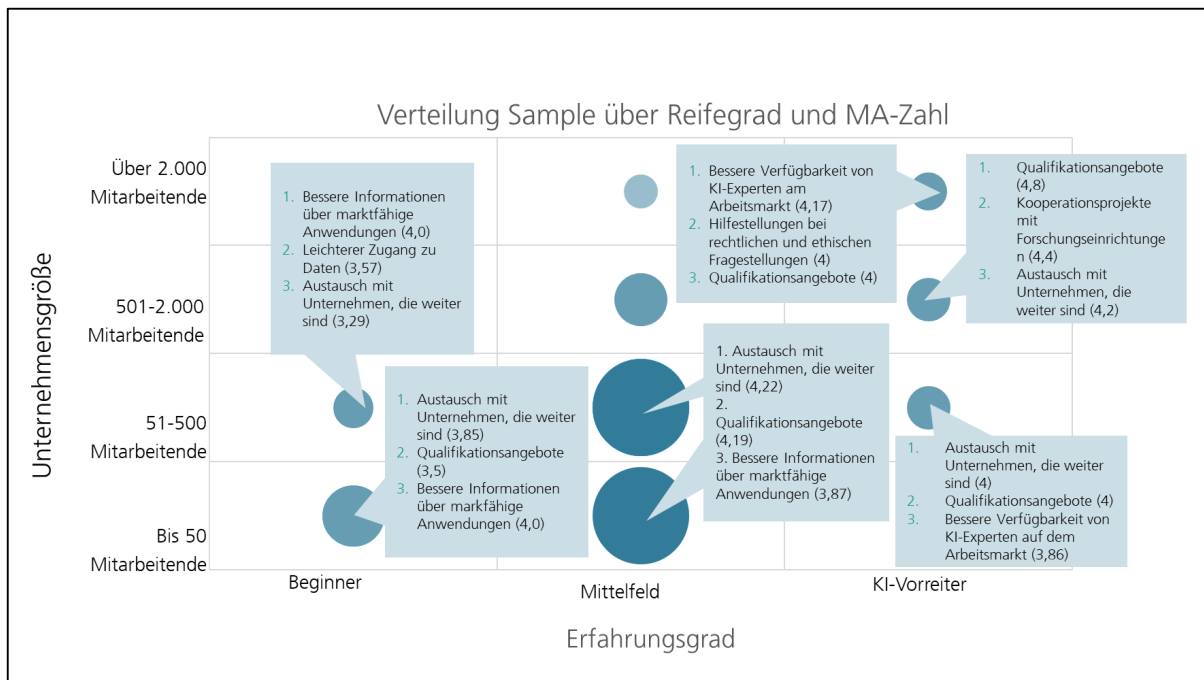 Verteilung Sample über Reifegrad und MA-Zahl
Unternehmensgröße
Über 2.000
Mitarbeitende
501-2.000
Mitarbeitende
51-500
Mitarbeitende
Bis 50
Mitarbeitende
1. Bessere Informationen
über marktfähige
Anwendungen (4,0)
2. Leichterer Zugang zu
Daten (3,57)
3. Austausch mit
Unternehmen, die weiter
sind (3,29)
1. Austausch mit
Unternehmen, die weiter
sind (3,85)
2. Qualifikationsangebote
(3,5)
3. Bessere Informationen
über markfähige
Anwendungen (4,0)
1. Bessere Verfügbarkeit von
KI-Experten am
Arbeitsmarkt (4,17)
2. Hilfestellungen bei
rechtlichen und ethischen
Fragestellungen (4)
3. Qualifikationsangebote (4)
1. Austausch mit
Unternehmen, die weiter
sind (4,22)
2.
Qualifikationsangebote
(4,19)
3. Bessere Informationen
über marktfähige
Anwendungen (3,87)
1. Qualifikationsangebote
(4,8)
2. Kooperationsprojekte
mit
Forschungseinrichtunge
n (4,4)
3. Austausch mit
Unternehmen, die
weiter sind (4,2)
1. Austausch mit
Unternehmen, die weiter
sind (4)
2. Qualifikationsangebote (4)
3. Bessere Verfügbarkeit von
KI-Experten auf dem
Arbeitsmarkt (3,86)
Beginner
Mittelfeld
KI-Vorreiter
Erfahrungsgrad